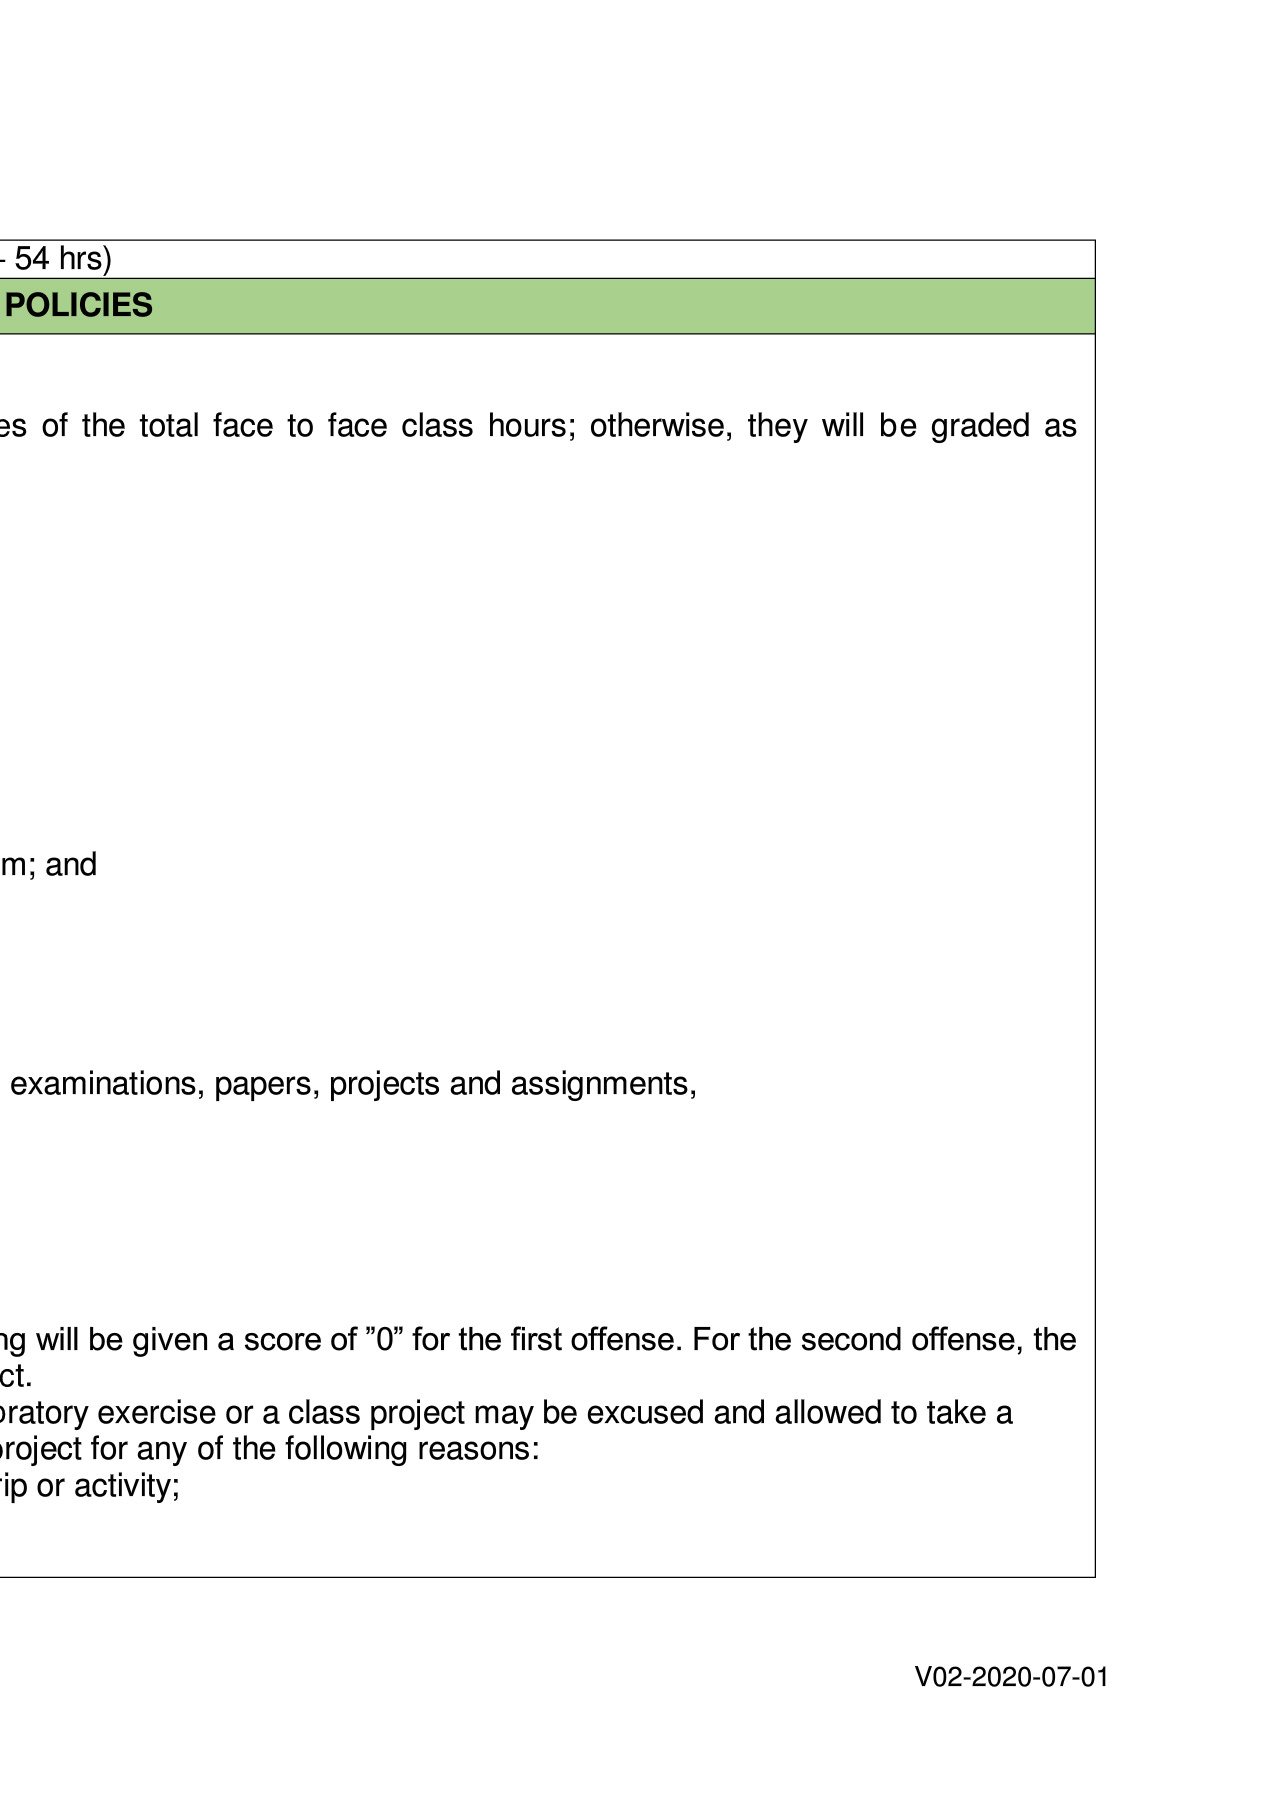 - 54 hrs)
POLICIES
es of the total face to face class hours; otherwise, they will be graded as
m; and
examinations, papers, projects and assignments,
ng will be given a score of ”0” for the first offense. For the second offense, the
ct.
oratory exercise or a class project may be excused and allowed to take a
project for any of the following reasons:
rip or activity;
V02-2020-07-01